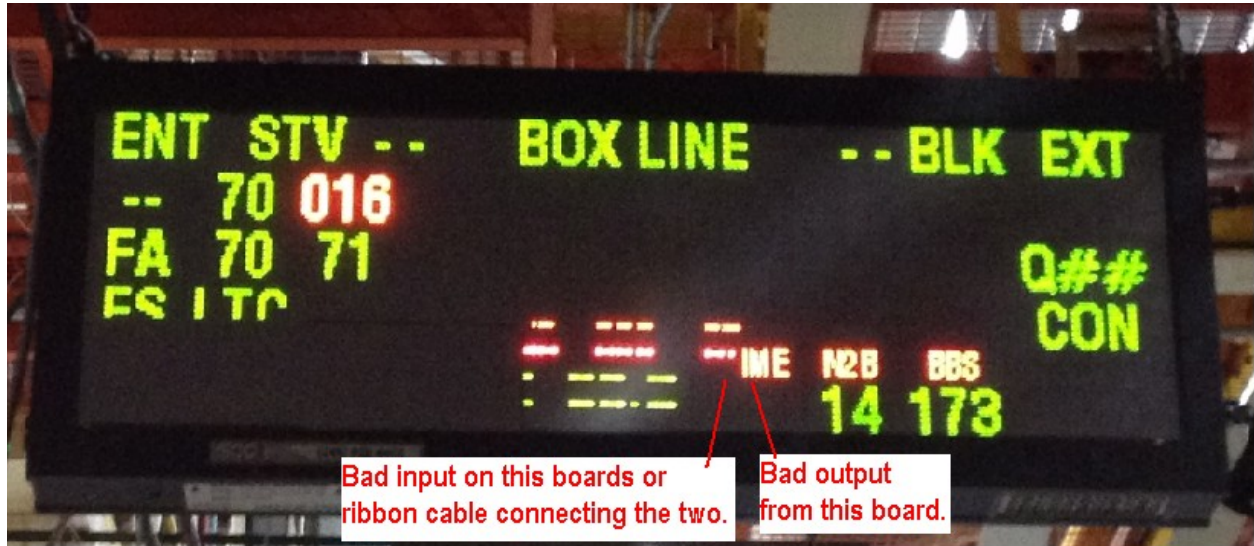 ENT STV -- BOX LINE -- BLK EXT
-- 70 016
FA 70 71
Q##
CON
IME N2B BBS
14 173
Bad input on this boards or
ribbon cable connecting the two.
Bad output
from this board.